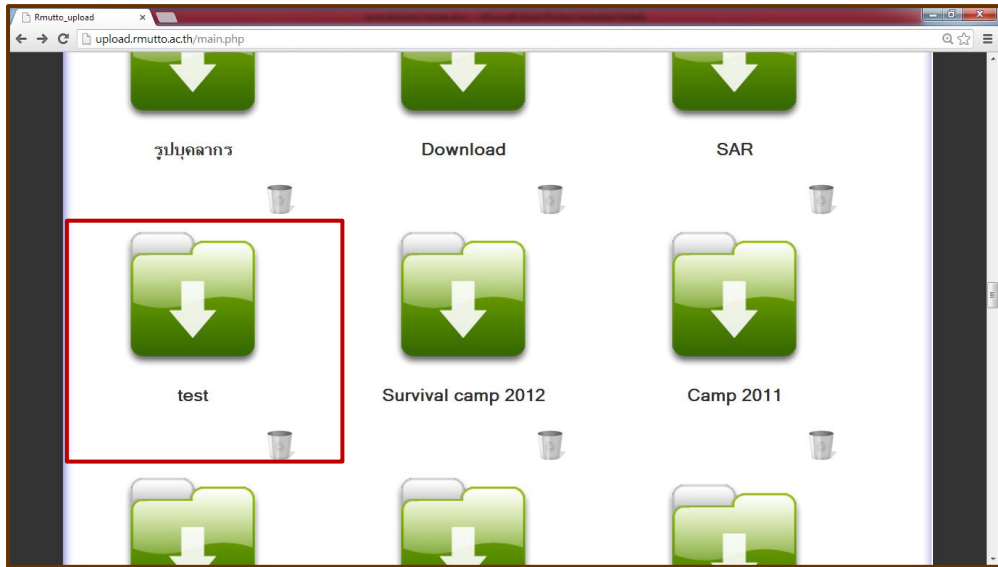 Rmutto_upload
upload.rmutto.ac.th/main.php
รูปบุคลากร
Download
SAR
test
Survival camp 2012
Camp 2011